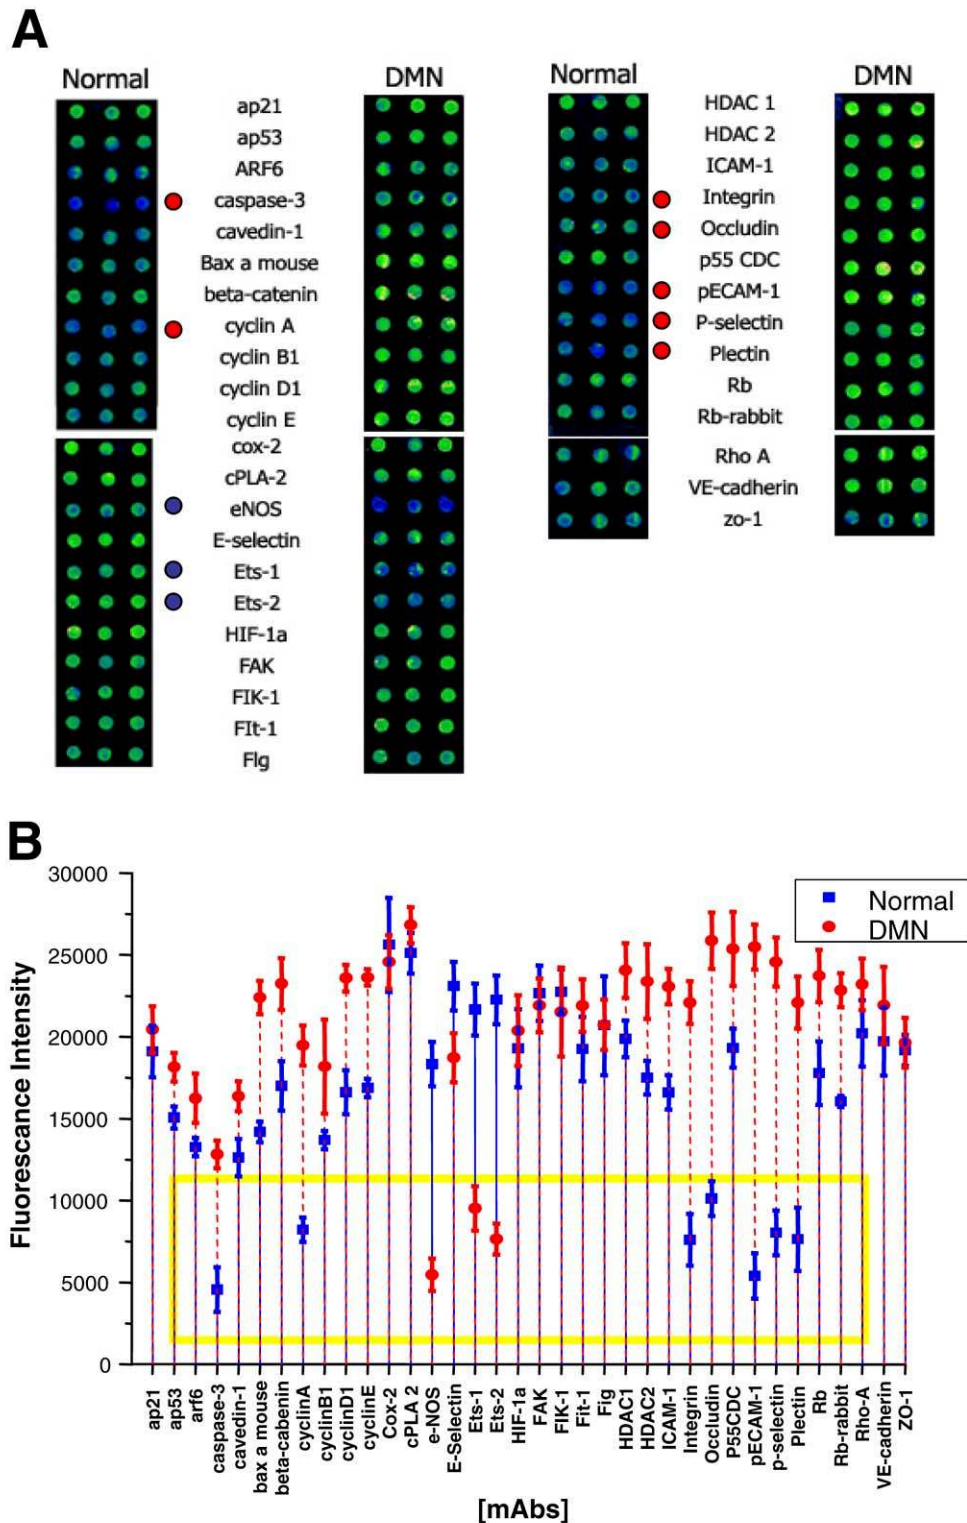 A
Normal
DMN
ap21
ap53
ARF6
caspase-3
cavedin-1
Bax a mouse
beta-catenin
cyclin A
cyclin B1
cyclin D1
cyclin E
cox-2
cPLA-2
eNOS
E-selectin
Ets-1
Ets-2
HIF-1a
FAK
FIK-1
FIt-1
Flg
Normal
DMN
HDAC 1
HDAC 2
ICAM-1
Integrin
Occludin
p55 CDC
pECAM-1
P-selectin
Plectin
Rb
Rb-rabbit
Rho A
VE-cadherin
zo-1
B
Fluorescance Intensity
30000
25000
20000
15000
10000
5000
0
Normal
DMN
ap21
ap53
arf6
caspase-3
cavedin-1
bax a mouse
beta-cabenin
cyclinA
cyclinB1
cyclinD1
cyclinE
Cox-2
cPLA 2
e-NOS
E-Selectin
Ets-1
Ets-2
HIF-1a
FAK
FIK-1
Fit-1
Fig
HDAC1
HDAC2
ICAM-1
Integrin
Occludin
P55CDC
pECAM-1
p-selectin
Plectin
Rb
Rb-rabbit
Rho-A
VE-cadherin
ZO-1
[mAbs]